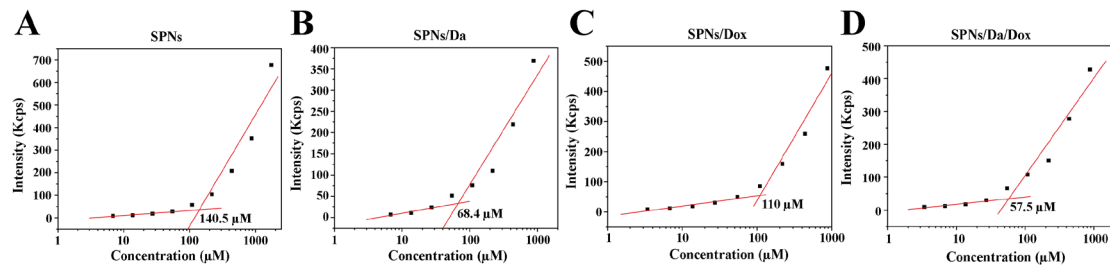 A
SPNs
Intensity (Kcps)
700
600
500
400
300
200
100
0
140.5 µM
1
10
100
1000
Concentration (µM)
B
SPNs/Da
Intensity (Kcps)
400
350
300
250
200
150
100
50
0
68.4 µM
1
10
100
1000
Concentration (µM)
C
SPNs/Dox
Intensity (Kcps)
500
400
300
200
100
0
110 µM
1
10
100
1000
Concentration (µM)
D
SPNs/Da/Dox
Intensity (Kcps)
500
400
300
200
100
0
57.5 µM
1
10
100
1000
Concentration (µM)